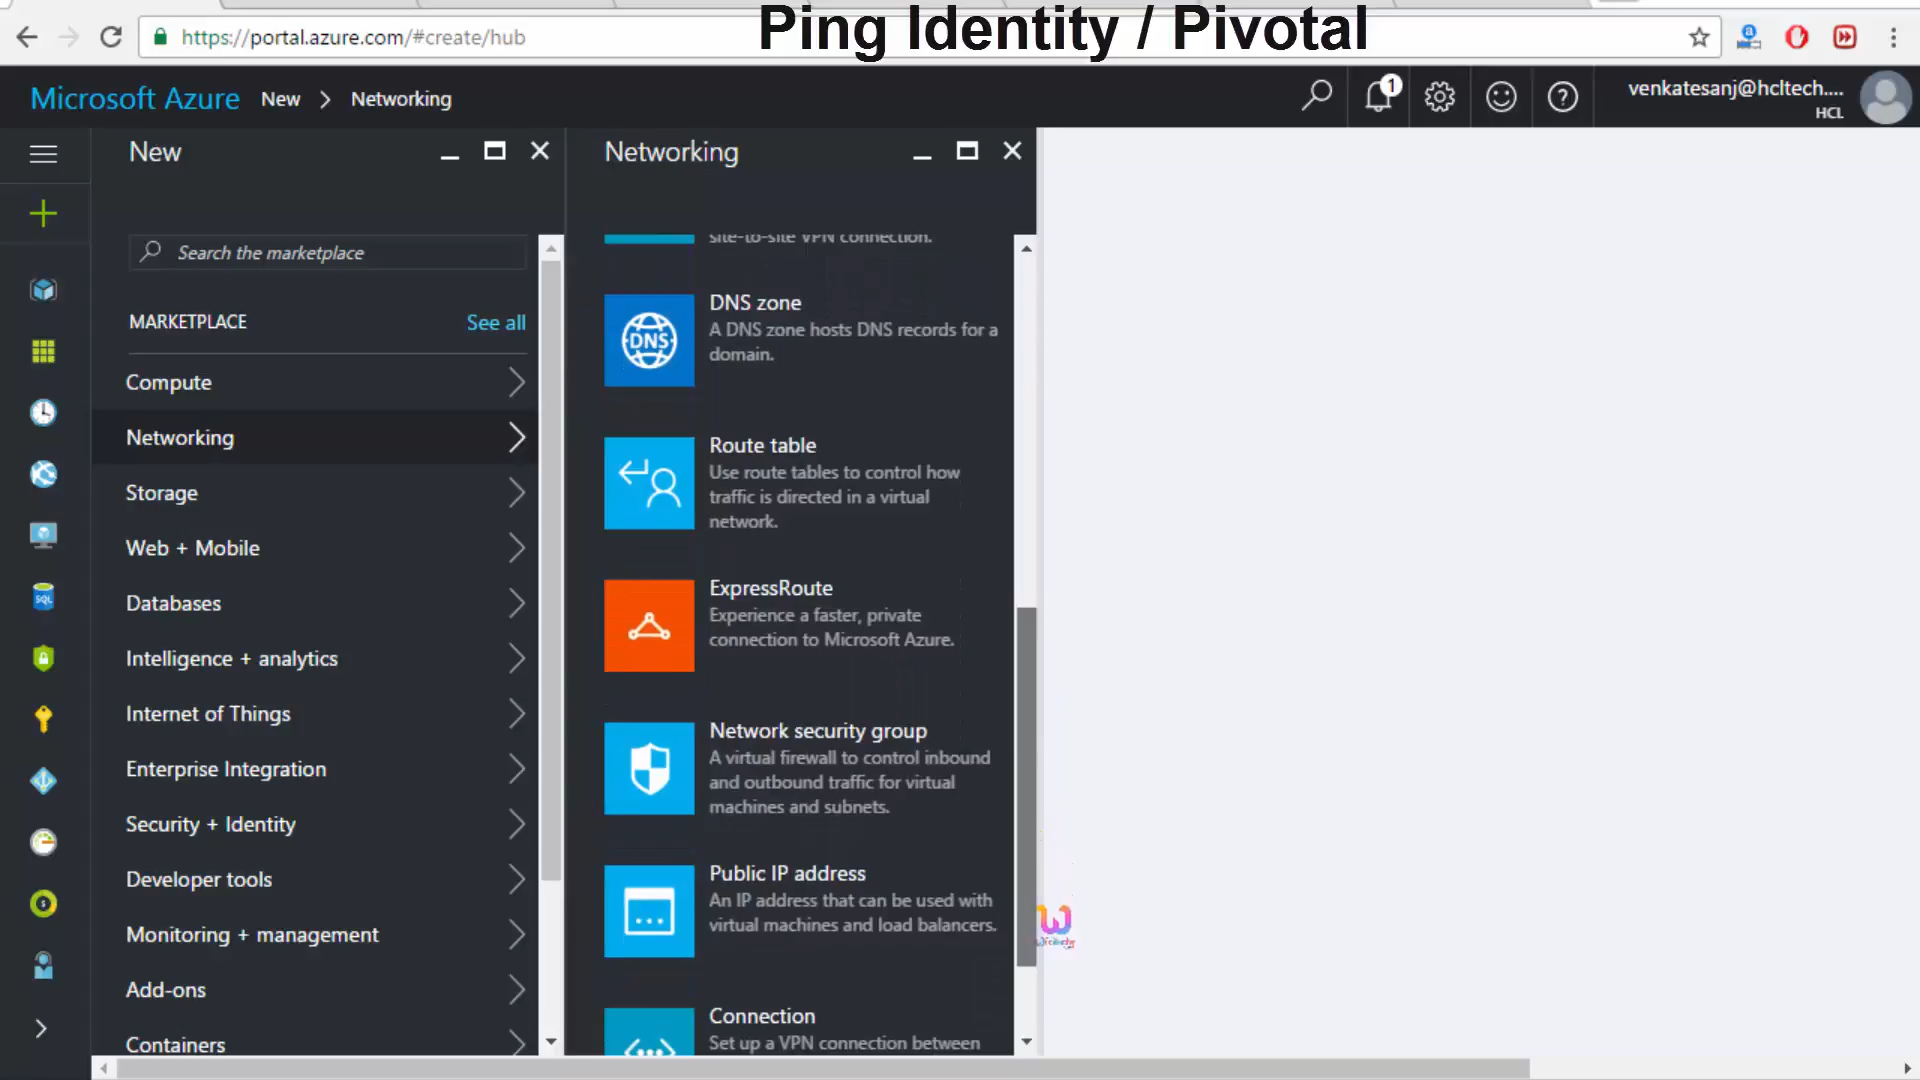 Ping Identity / Pivotal
https://portal.azure.com/#create/hub
Microsoft Azure New Networking
1
venkatesanj@hcltech....
HCL
New
Networking
Search the marketplace
MARKETPLACE
See all
Compute
Networking
Storage
Web + Mobile
Databases
Intelligence + analytics
Internet of Things
Enterprise Integration
Security + Identity
Developer tools
Monitoring + management
Add-ons
Containers
site-to-site VPN connection.
DNS
DNS zone
A DNS zone hosts DNS records for a
domain.
Route table
Use route tables to control how
traffic is directed in a virtual
network.
ExpressRoute
Experience a faster, private
connection to Microsoft Azure.
Network security group
A virtual firewall to control inbound
and outbound traffic for virtual
machines and subnets.
Public IP address
An IP address that can be used with
virtual machines and load balancers.
Connection
Set up a VPN connection between
SQL